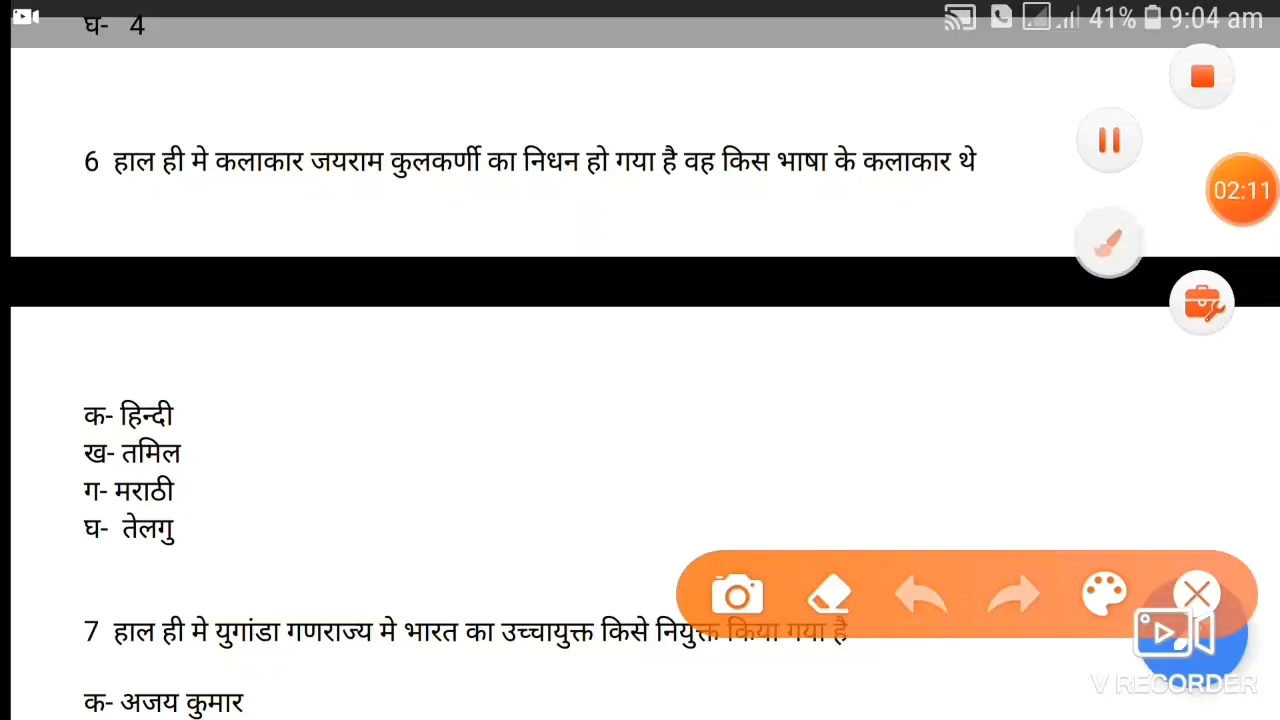 घ- 4
41% 9:04 am
6 हाल ही मे कलाकार जयराम कुलकर्णी का निधन हो गया है वह किस भाषा के कलाकार थे
02:11
क- हिन्दी
ख- तमिल
ग- मराठी
घ- तेलगु
7 हाल ही मे युगांडा गणराज्य मे भारत का उच्चायुक्त किसे नियुक्त किया गया है
V RECORDER
क- अजय कुमार